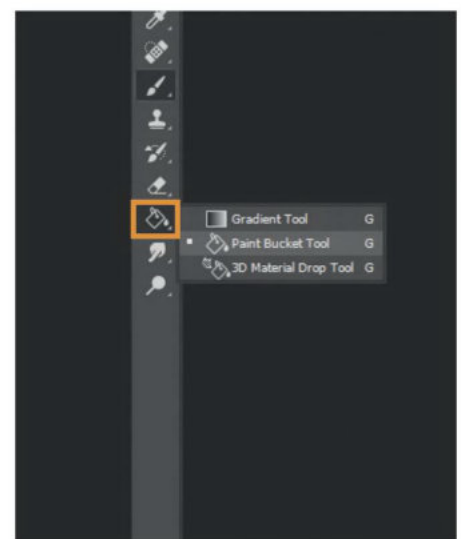 Gradient Tool G
Paint Bucket Tool G
3D Material Drop Tool G